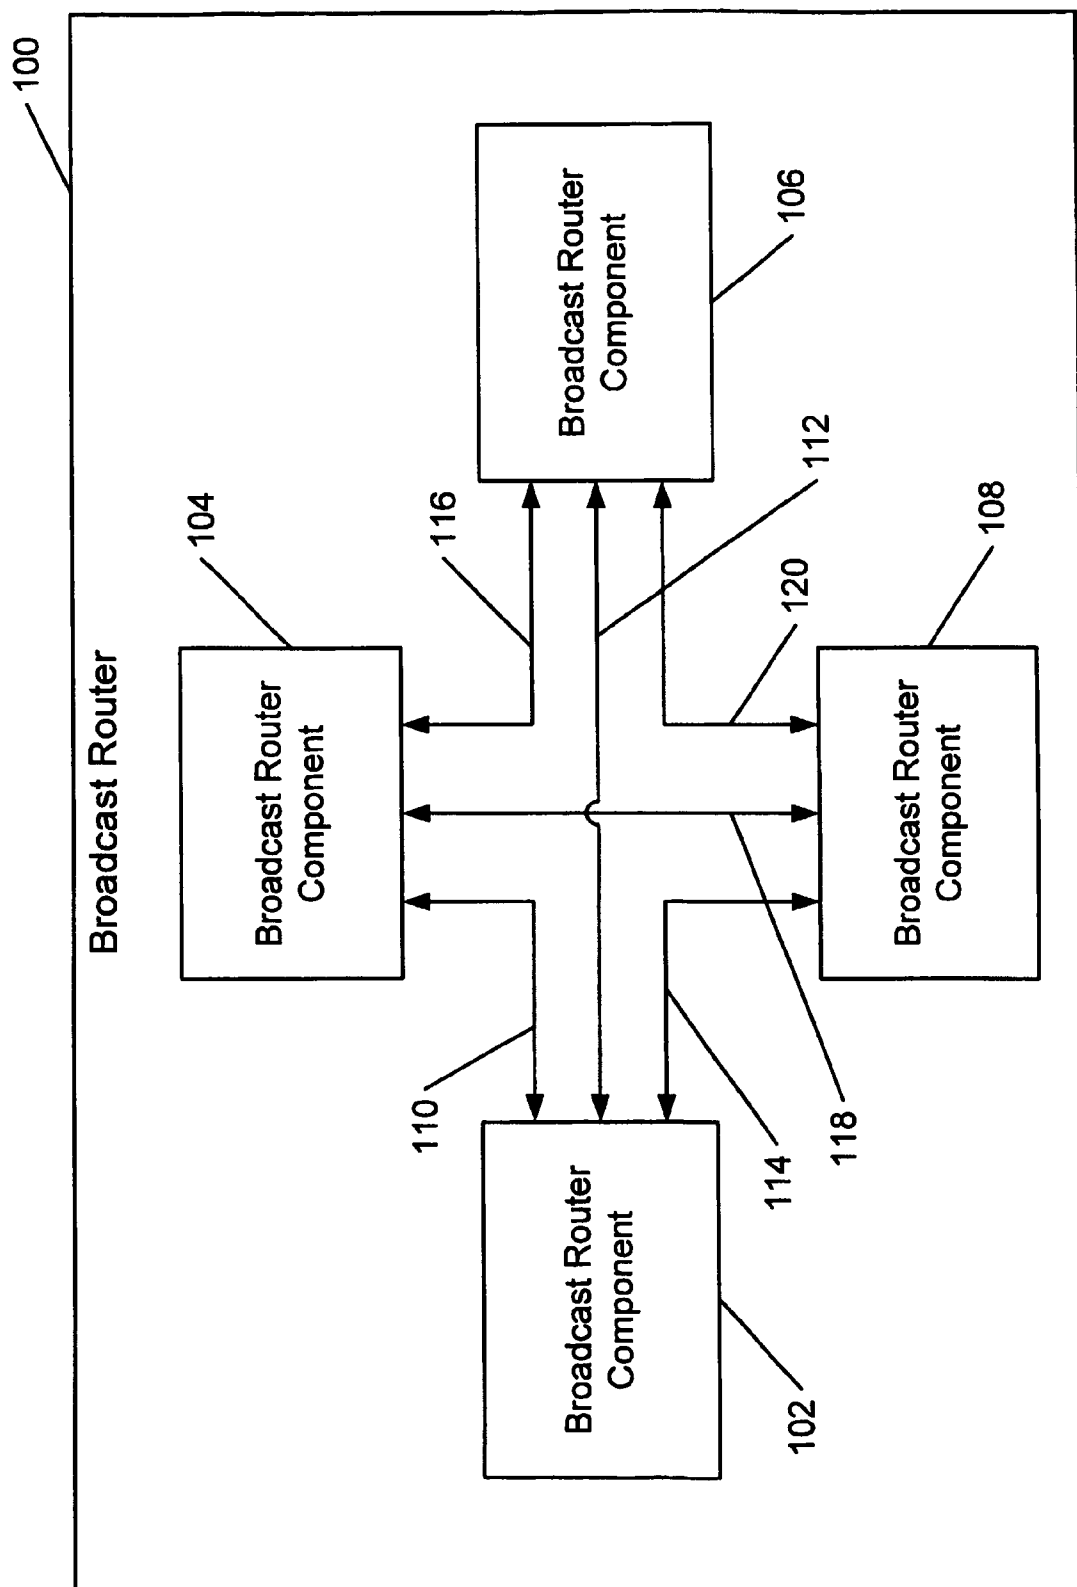 100
Broadcast Router
104
Broadcast Router
Component
110
116
Broadcast Router
Component
102
Broadcast Router
Component
106
112
114
118
120
108
Broadcast Router
Component